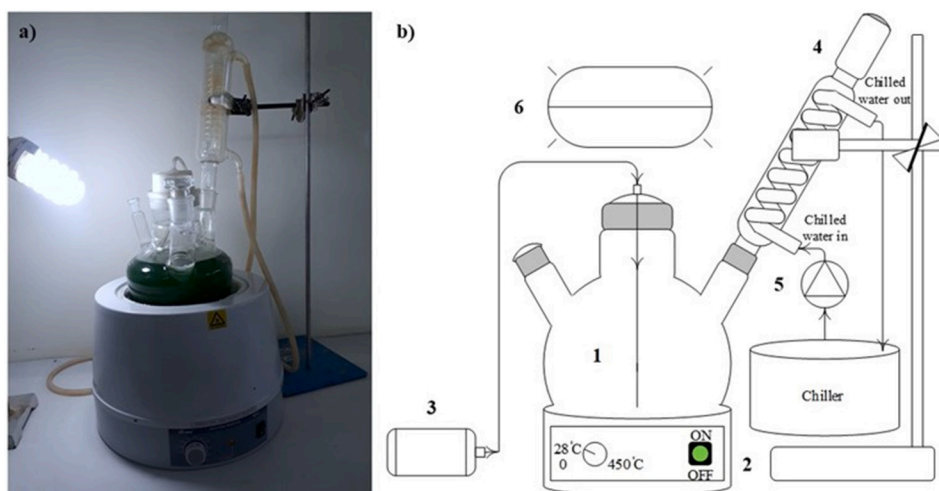 a)
b)
4
Chilled
water out
6
Chilled
water in
5
1
3
Chiller
28°C
0
450°C
ON
OFF
2